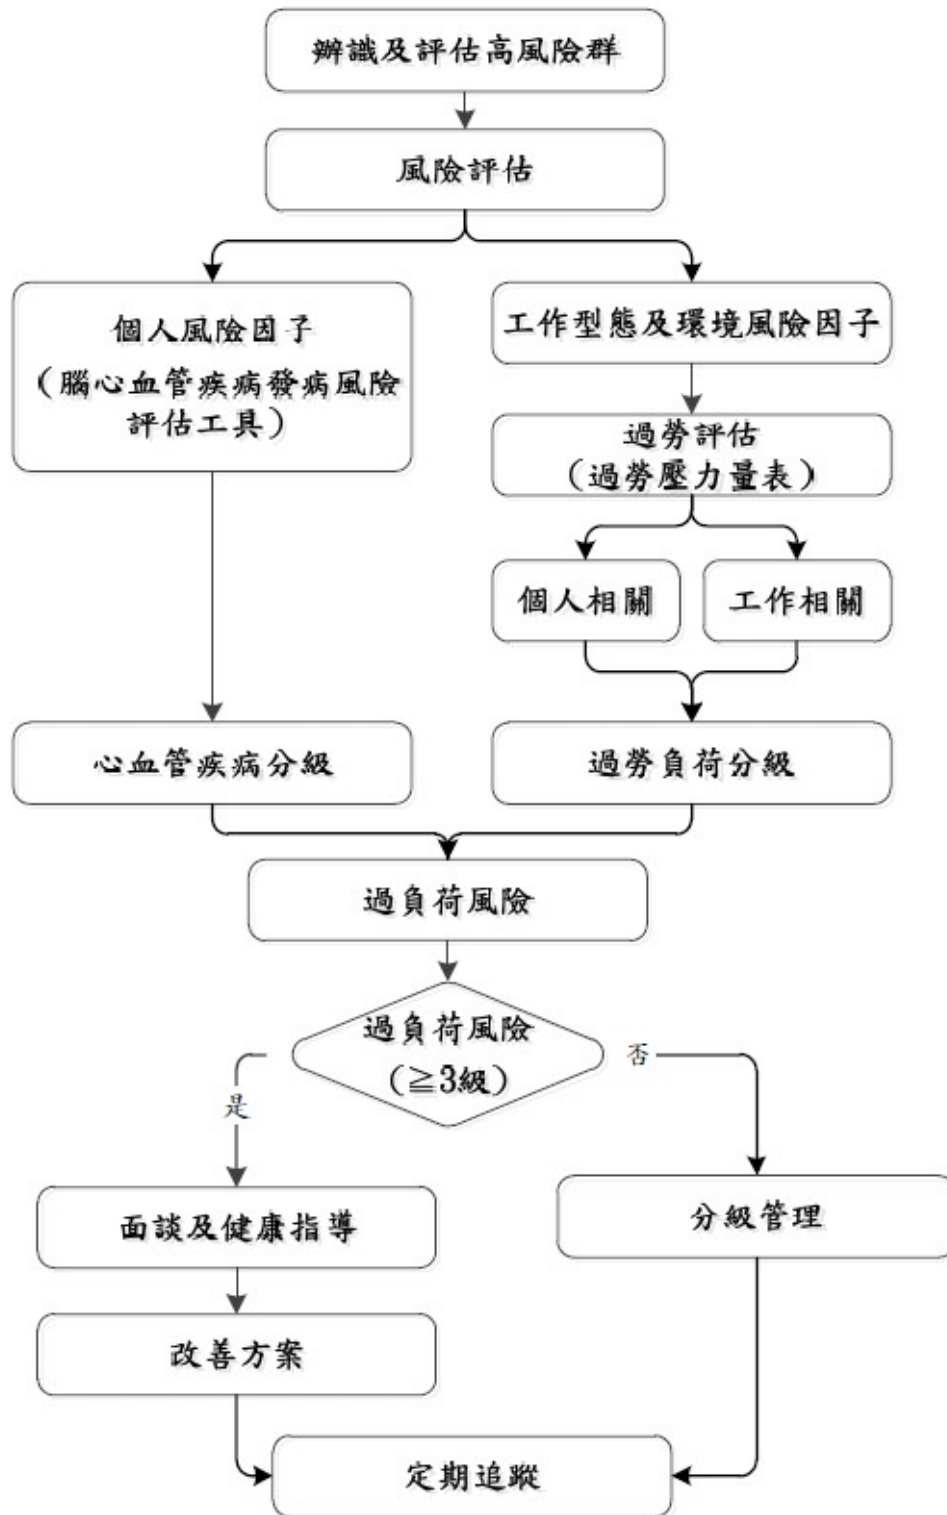 辨識及評估高風險群
風險評估
個人風險因子
（腦心血管疾病發病風險
評估工具）
工作型態及環境風險因子
過勞評估
（過勞壓力量表）
個人相關
工作相關
心血管疾病分級
過勞負荷分級
過負荷風險
過負荷風險
（≧3級）
是
否
面談及健康指導
分級管理
改善方案
定期追蹤